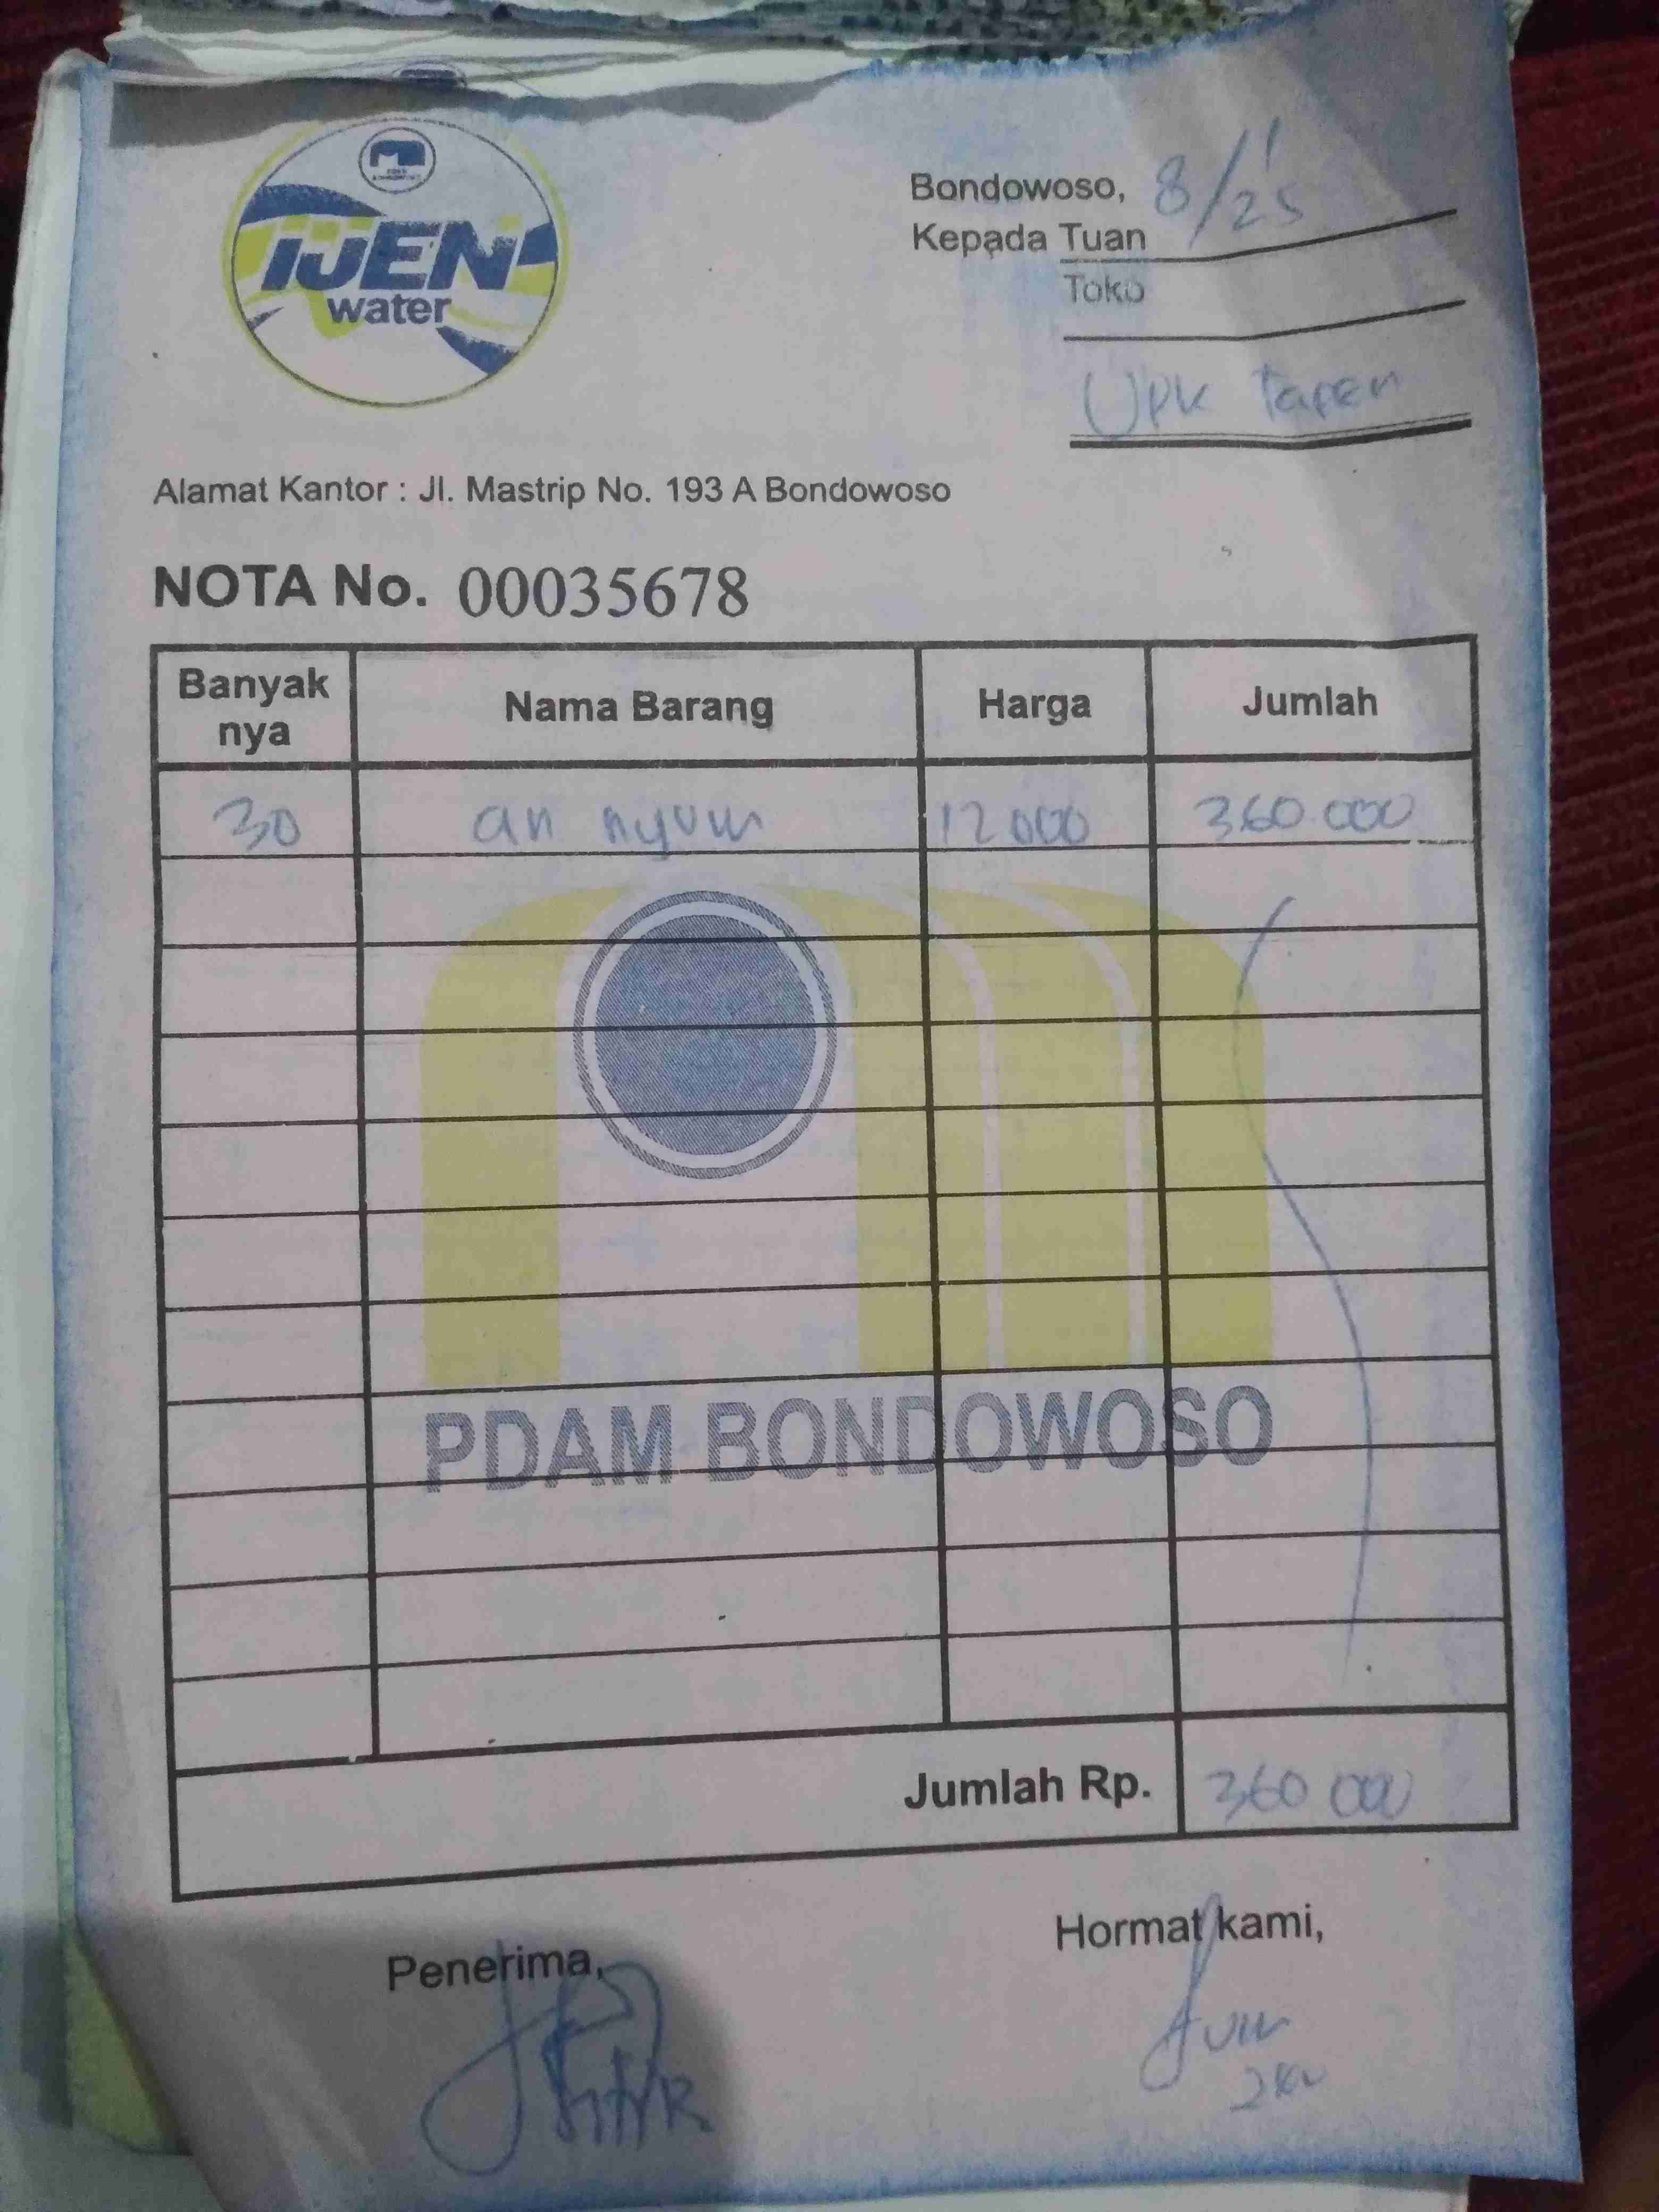 IJEN
water
Bondowoso, 8/1/25
Kepada Tuan
Toko
UPK Tapen
Alamat Kantor : Jl. Mastrip No. 193 A Bondowoso
NOTA No. 00035678
Banyak nya Nama Barang Harga Jumlah
30 an nyum 12 000 360.000
PDAM BONDOWOSO
Jumlah Rp. 360 000
Penerima, Hormat kami,